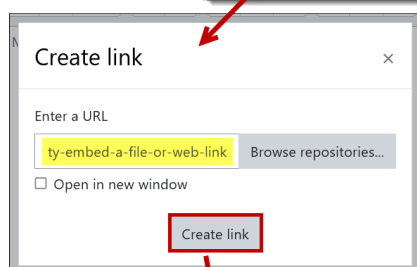 Create link
×
Enter a URL
ty-embed-a-file-or-web-link Browse repositories...
Open in new window
Create link